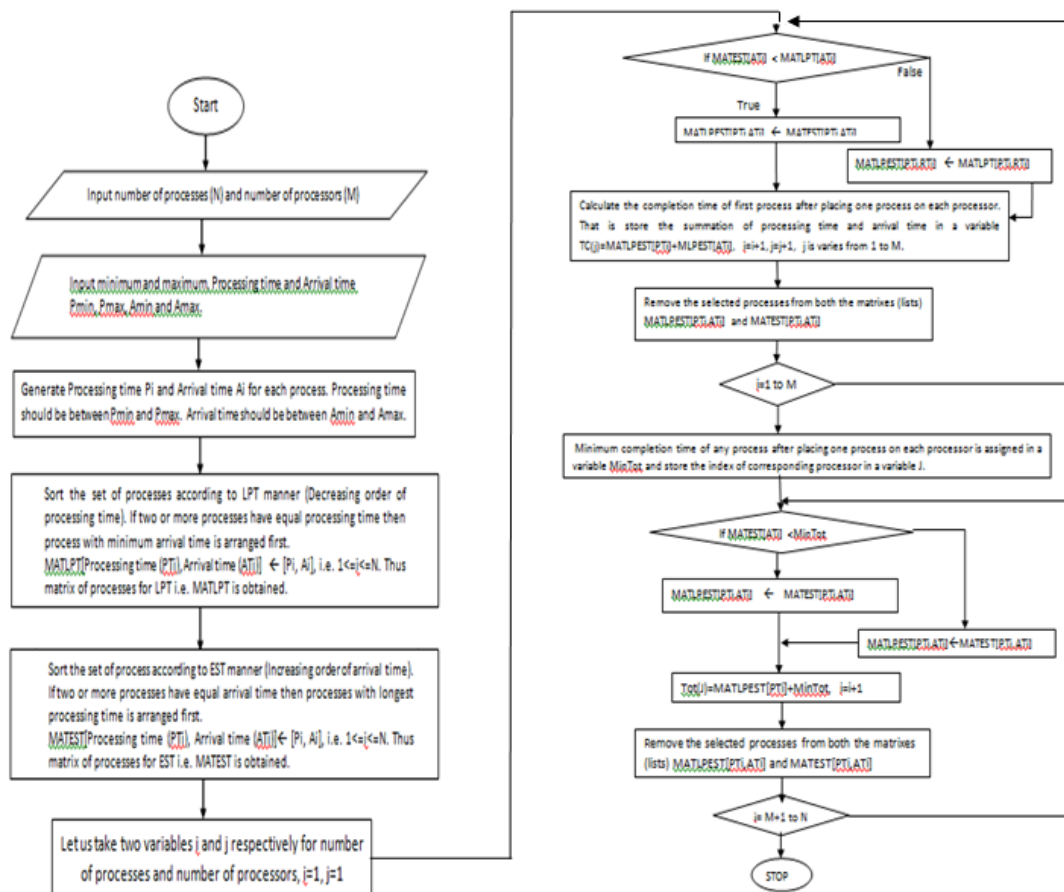 Start
Input number of processes (N) and number of processors (M)
Input minimum and maximum, Processing time and Arrival time
Pmin, Pmax, Amin and Amax.
Generate Processing time Pi and Arrival time Ai for each process. Processing time
should be between Pmin and Pmax. Arrival time should be between Amin and Amax.
Sort the set of processes according to LPT manner (Decreasing order of
processing time). If two or more processes have equal processing time then
process with minimum arrival time is arranged first.
MATLPT[Processing time (PTi), Arrival time (ATi)] ← [Pi, Ai], i.e. 1<=i<=N. Thus
matrix of processes for LPT i.e. MATLPT is obtained.
Sort the set of process according to EST manner (Increasing order of arrival time).
If two or more processes have equal arrival time then processes with longest
processing time is arranged first.
MATEST[Processing time (PTi), Arrival time (ATi)]← [Pi, Ai], i.e. 1<=i<=N. Thus
matrix of processes for EST i.e. MATEST is obtained.
Let us take two variables i and j respectively for number
of processes and number of processors, i=1, j=1
If MATEST[ATi] < MATLPT[ATi]
False
True
MATLPEST[PTi,ATi] ← MATEST[PTi,ATi]
MATLPEST[PTi,RTi] ← MATLPT[PTi,RTi]
Calculate the completion time of first process after placing one process on each processor.
That is store the summation of processing time and arrival time in a variable
TC(j)=MATLPEST[PTi]+MLPEST[ATi], i=i+1, j=j+1, j is varies from 1 to M.
Remove the selected processes from both the matrixes (lists)
MATLPEST[PTi,ATi] and MATEST[PTi,ATi]
j=1 to M
Minimum completion time of any process after placing one process on each processor is assigned in a
variable MinTot and store the index of corresponding processor in a variable J.
If MATEST[ATi] <MinTot
MATLPEST[PTi,ATi] ← MATEST[PTi,ATi]
MATLPEST[PTi,ATi]←MATEST[PTi,ATi]
Tot(J)=MATLPEST[PTi]+MinTot, i=i+1
Remove the selected processes from both the matrixes
(lists) MATLPEST[PTi,ATi] and MATEST[PTi,ATi]
j= M+1 to N
STOP